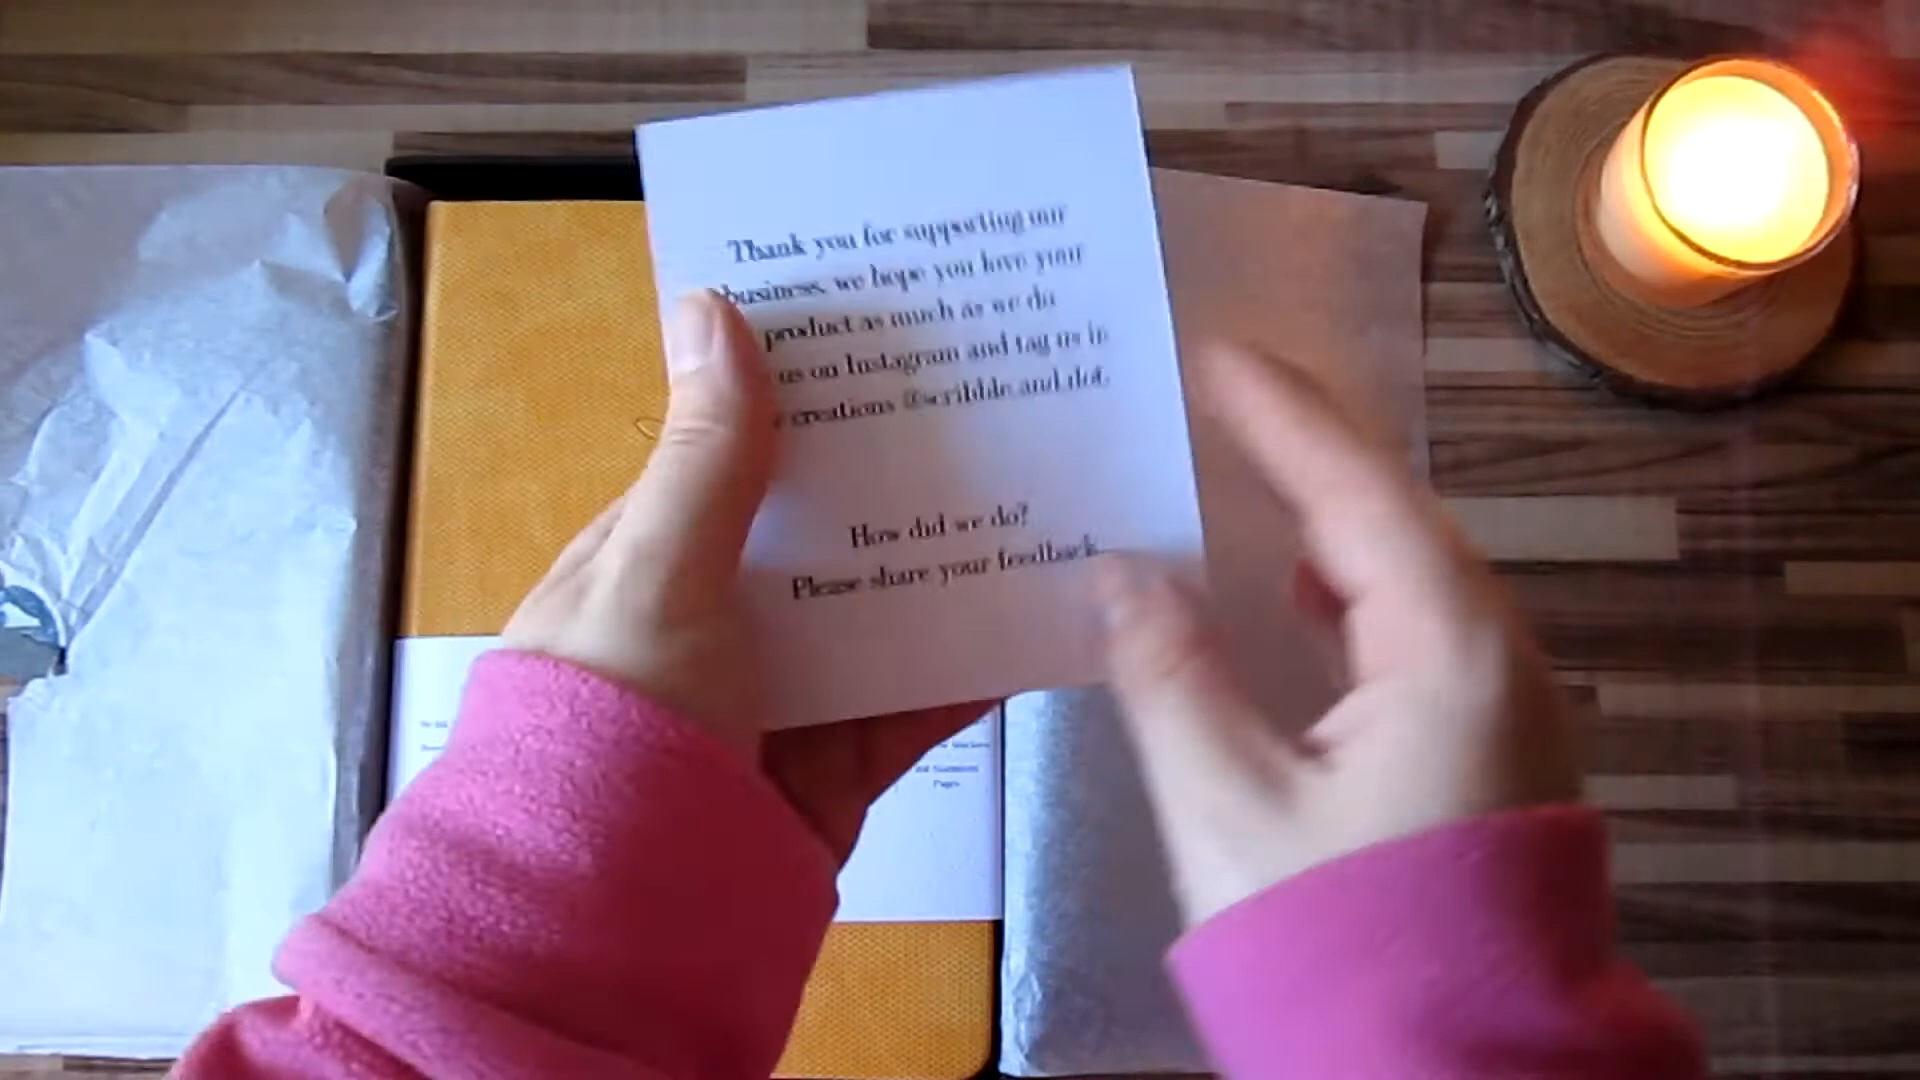 Thank you for supporting our
business, we hope you love your
product as much as we do
us on Instagram and tag us in
creations @scribble.and.dot.
How did we do?
Please share your feedback
Pages